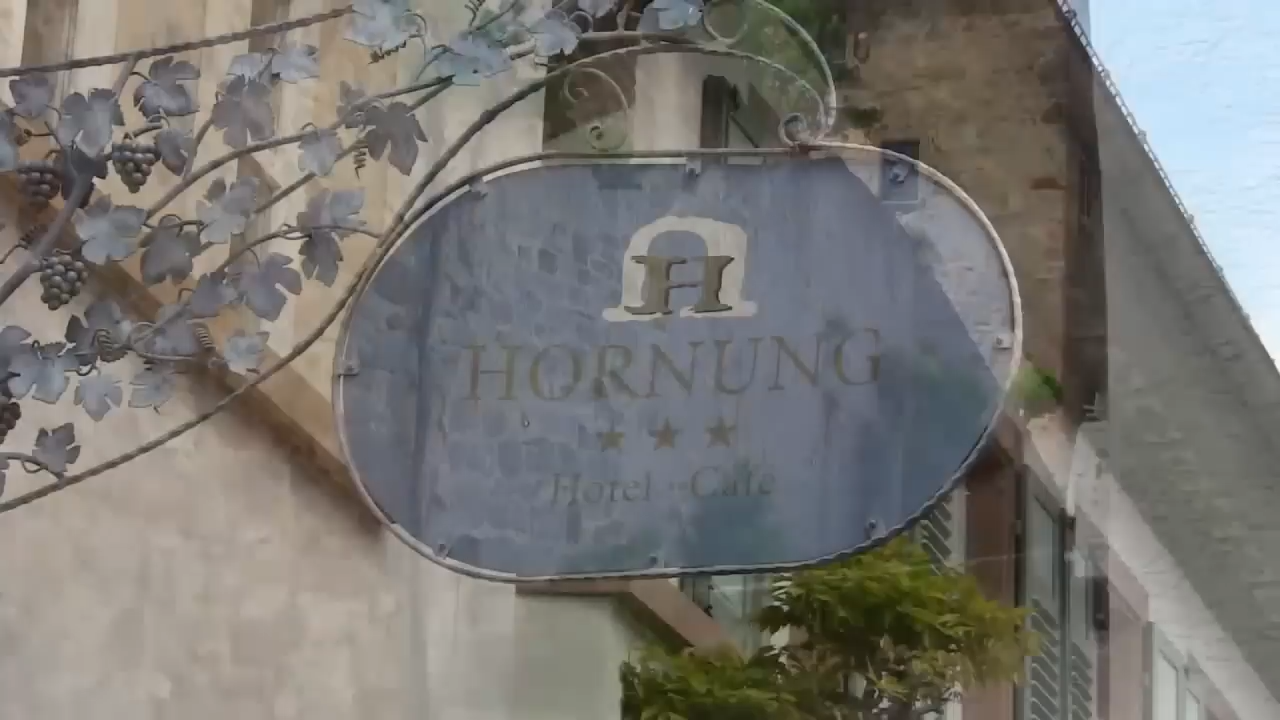 H
HORNUNG
★ ★ ★
Hotel - Café